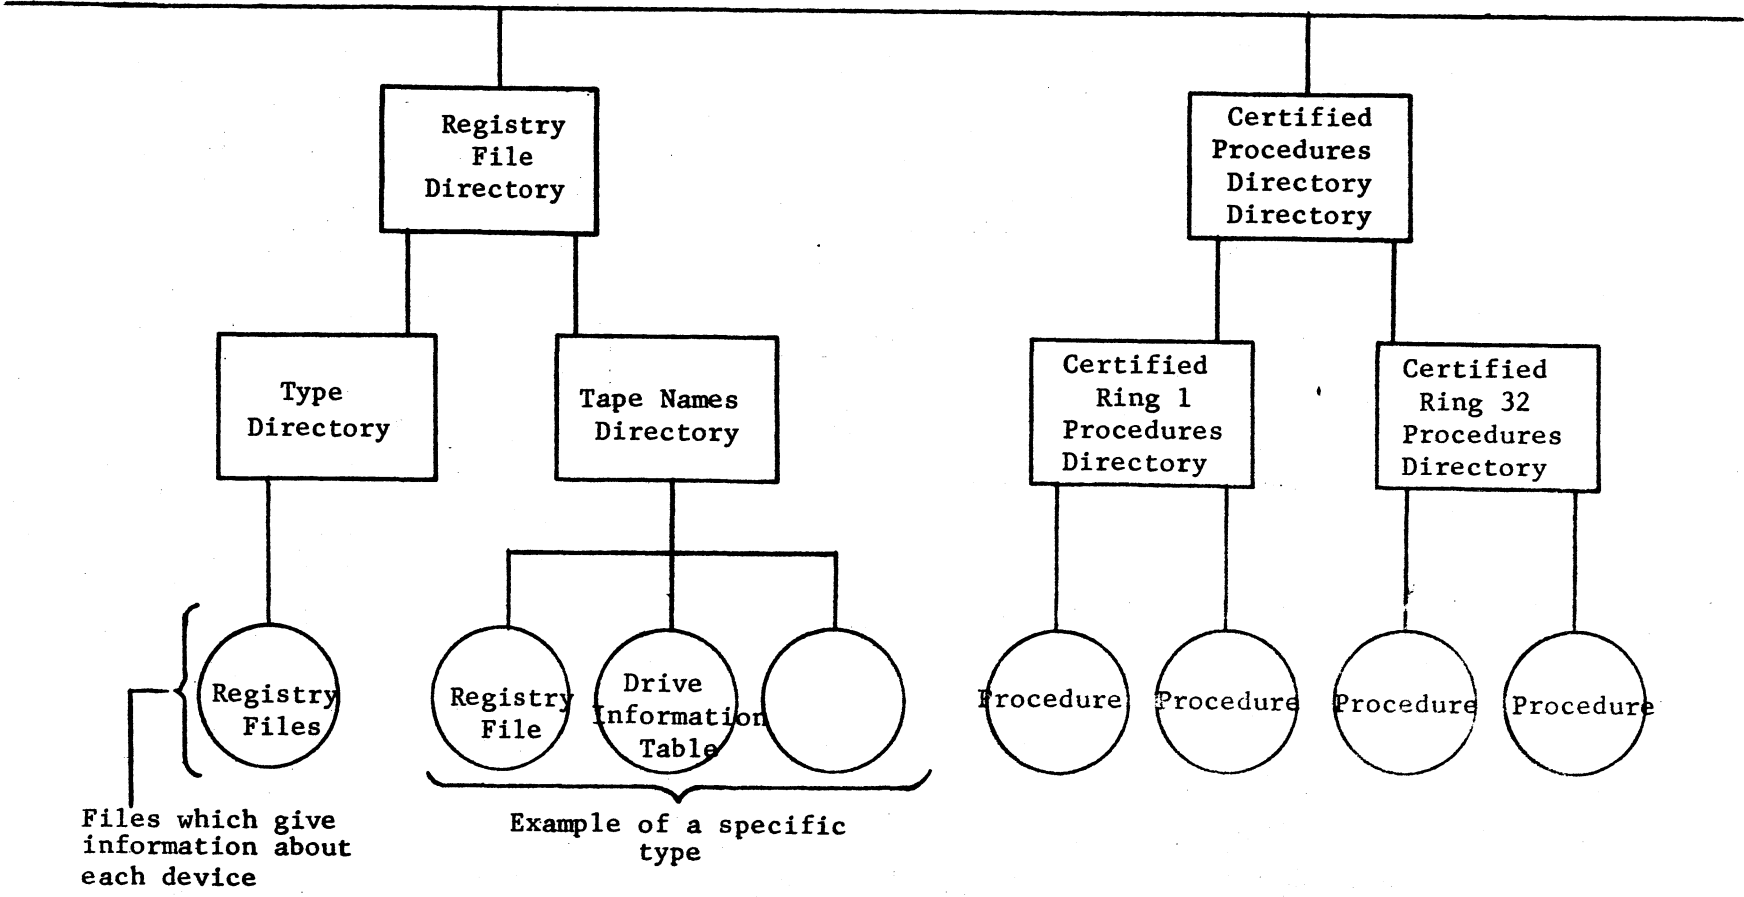 Registry
File
Directory
Certified
Procedures
Directory
Directory
Type
Directory
Tape Names
Directory
Certified
Ring 1
Procedures
Directory
Certified
Ring 32
Procedures
Directory
Registry
Files
Registry
File
Drive
Information
Table
Procedure
Procedure
Procedure
Procedure
Files which give
information about
each device
Example of a specific
type